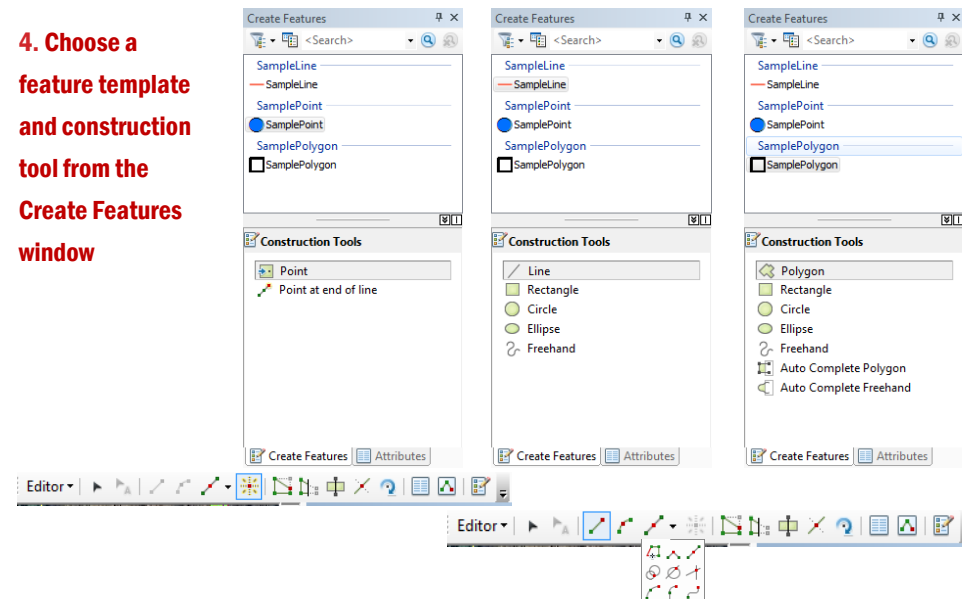 4. Choose a
feature template
and construction
tool from the
Create Features
window
Create Features
<Search>
SampleLine
SampleLine
SamplePoint
SamplePoint
SamplePolygon
SamplePolygon
Construction Tools
Point
Point at end of line
Create Features
Attributes
Create Features
<Search>
SampleLine
SampleLine
SamplePoint
SamplePoint
SamplePolygon
SamplePolygon
Construction Tools
Line
Rectangle
Circle
Ellipse
Freehand
Create Features
Attributes
Create Features
<Search>
SampleLine
SampleLine
SamplePoint
SamplePoint
SamplePolygon
SamplePolygon
Construction Tools
Polygon
Rectangle
Circle
Ellipse
Freehand
Auto Complete Polygon
Auto Complete Freehand
Create Features
Attributes
Editor
Editor